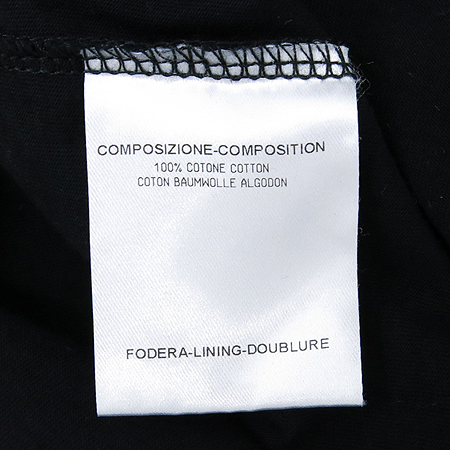 COMPOSIZIONE-COMPOSITION
100% COTONE COTTON
COTON BAUMWOLLE ALGODON
FODERA-LINING-DOUBLURE